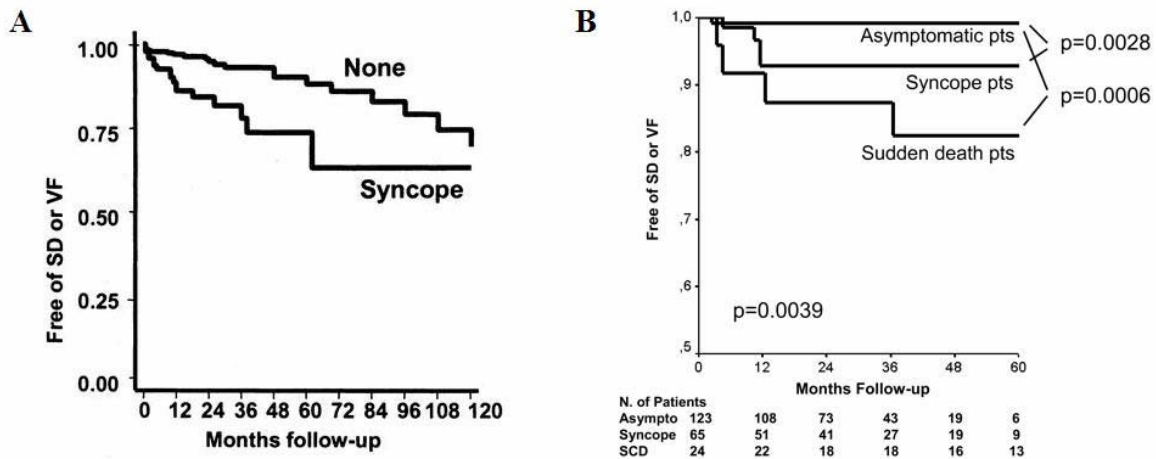 A
Free of SD or VF
1.00
0.75
0.50
0.25
0.00
None
Syncope
0 12 24 36 48 60 72 84 96 108 120
Months follow-up
B
Free of SD or VF
1,0
,9
,8
,7
,6
,5
Asymptomatic pts
Syncope pts
Sudden death pts
p=0.0028
p=0.0006
p=0.0039
0 12 24 36 48 60
Months Follow-up
N. of Patients
Asympto 123 108 73 43 19 6
Syncope 65 51 41 27 19 9
SCD 24 22 18 18 16 13